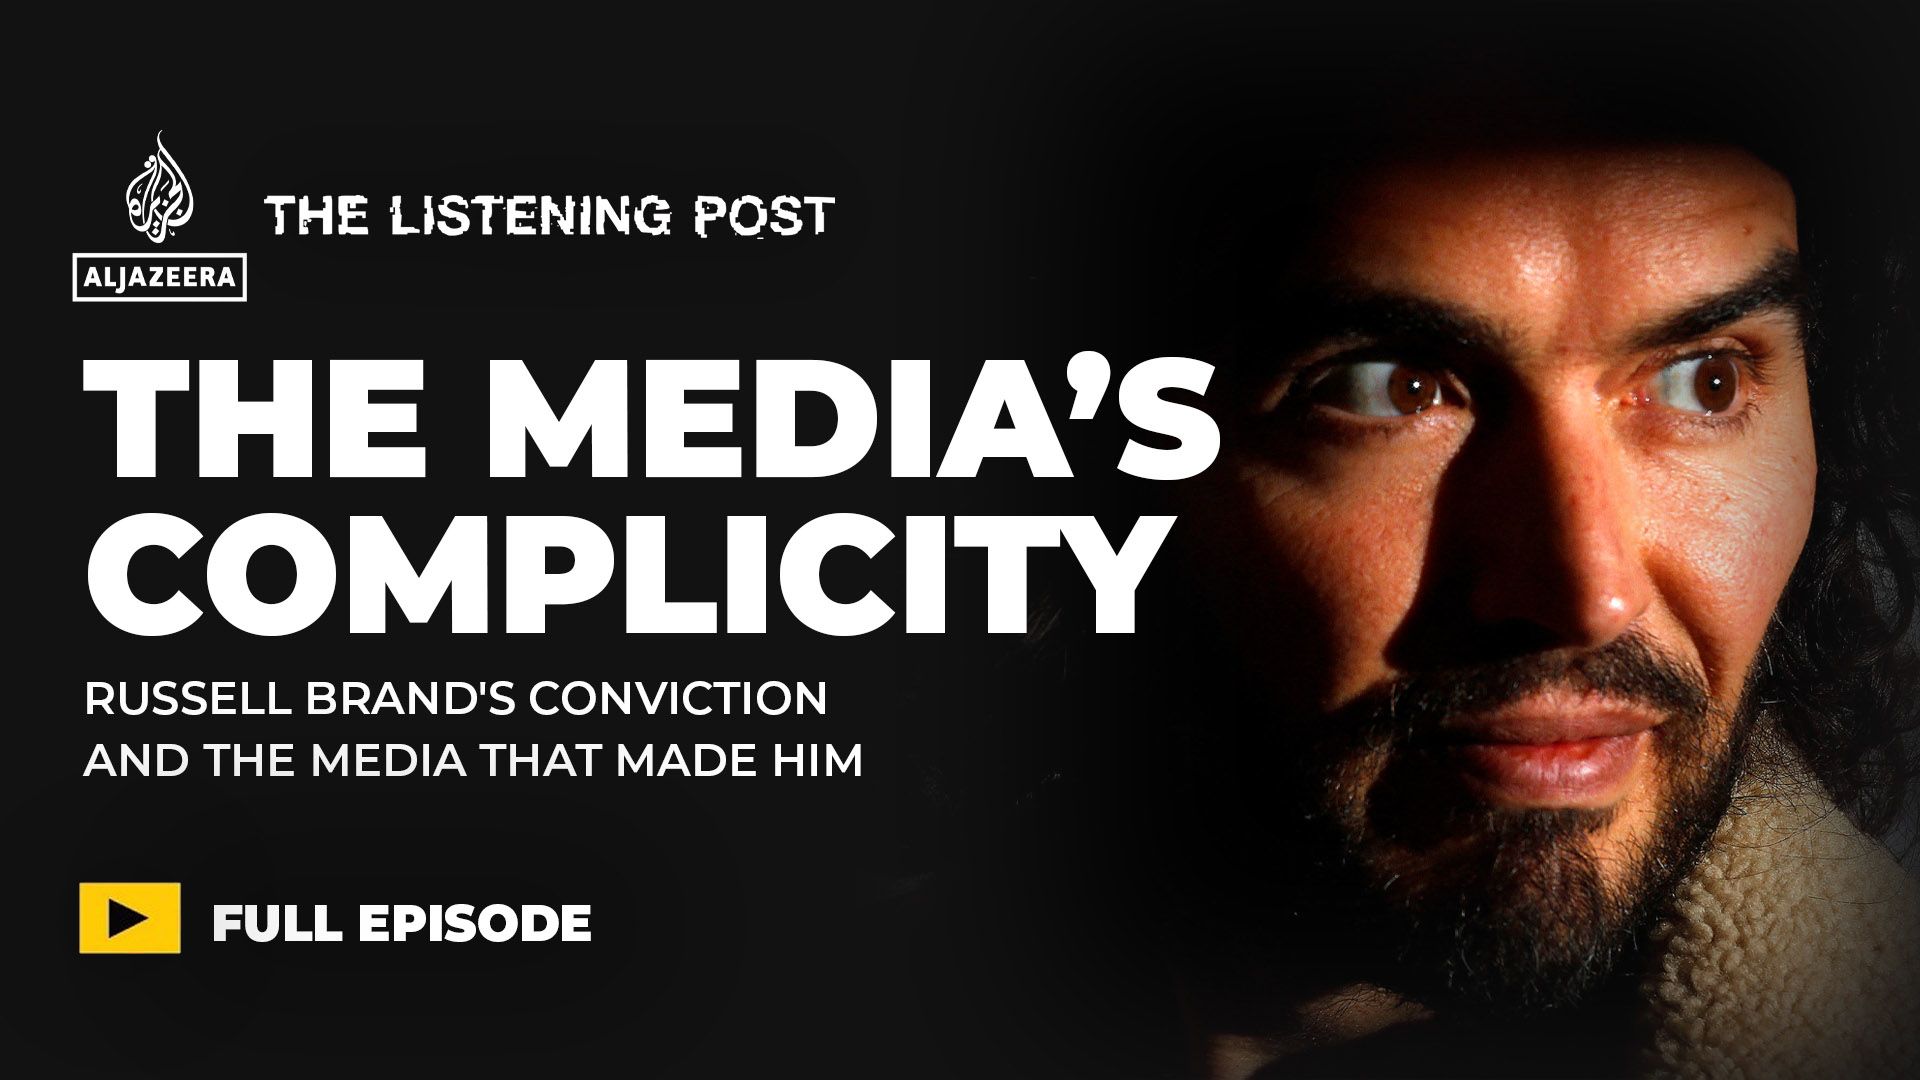 الجزيرة
ALJAZEERA
THE LISTENING POST
THE MEDIA’S
COMPLICITY
RUSSELL BRAND'S CONVICTION
AND THE MEDIA THAT MADE HIM
FULL EPISODE